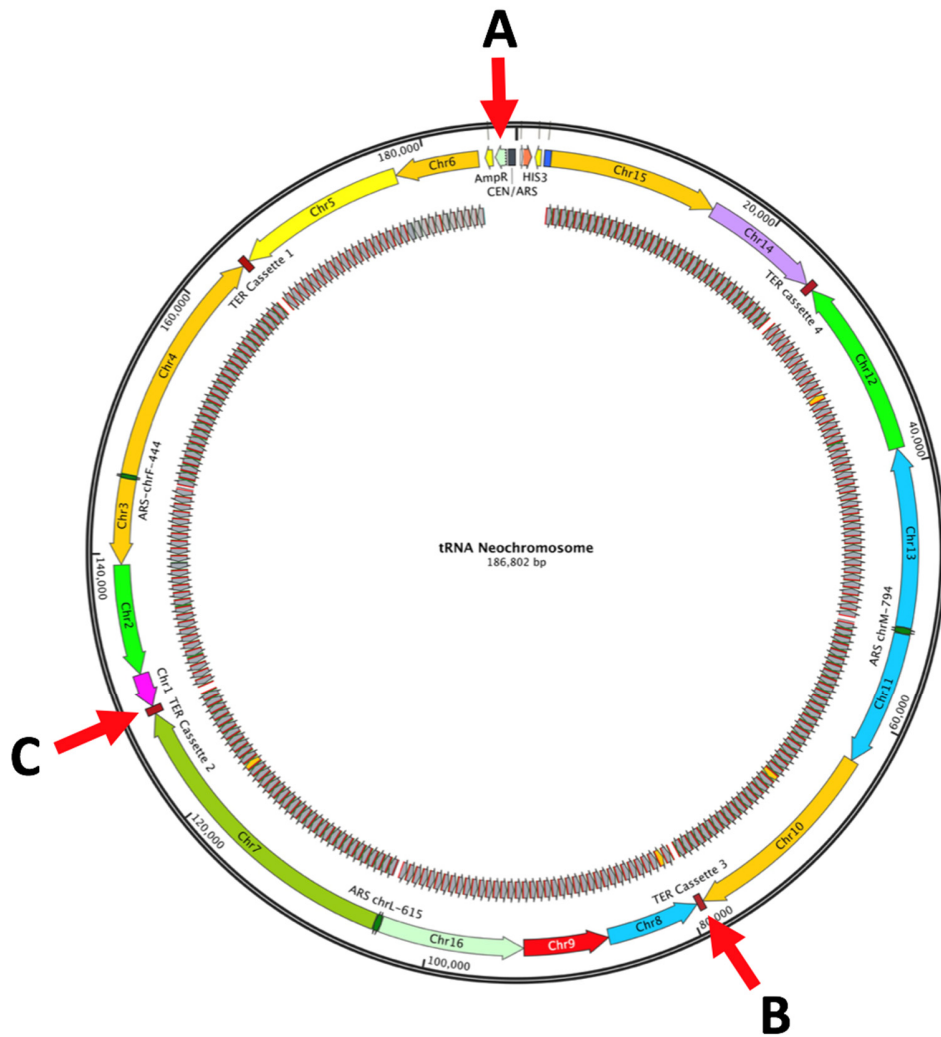 A
180,000
Chr6
AmpR
HIS3
CEN/ARS
Chr15
Chr5
20,000
Chr14
TER Cassette 1
TER cassette 4
160,000
Chr4
Chr12
40,000
ARS-chrF-444
Chr3
tRNA Neochromosome
186,802 bp
Chr13
140,000
Chr2
ARS chrM-794
Chr11
Chr1
TER Cassette 2
60,000
C
Chr10
120,000
Chr7
TER Cassette 3
ARS chrL-615
Chr8
80,000
Chr16
Chr9
100,000
B